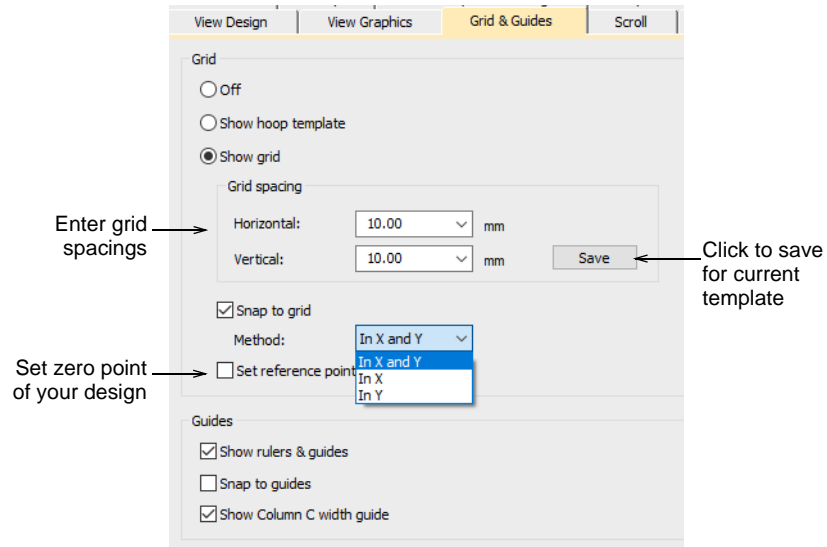 View Design View Graphics Grid & Guides Scroll
Grid
Off
Show hoop template
Show grid
Grid spacing
Enter grid
spacings
Horizontal: 10.00 mm
Vertical: 10.00 mm Save
Click to save
for current
template
Snap to grid
Method: In X and Y
In X and Y
Set zero point
of your design
Set reference point
In X
In Y
Guides
Show rulers & guides
Snap to guides
Show Column C width guide